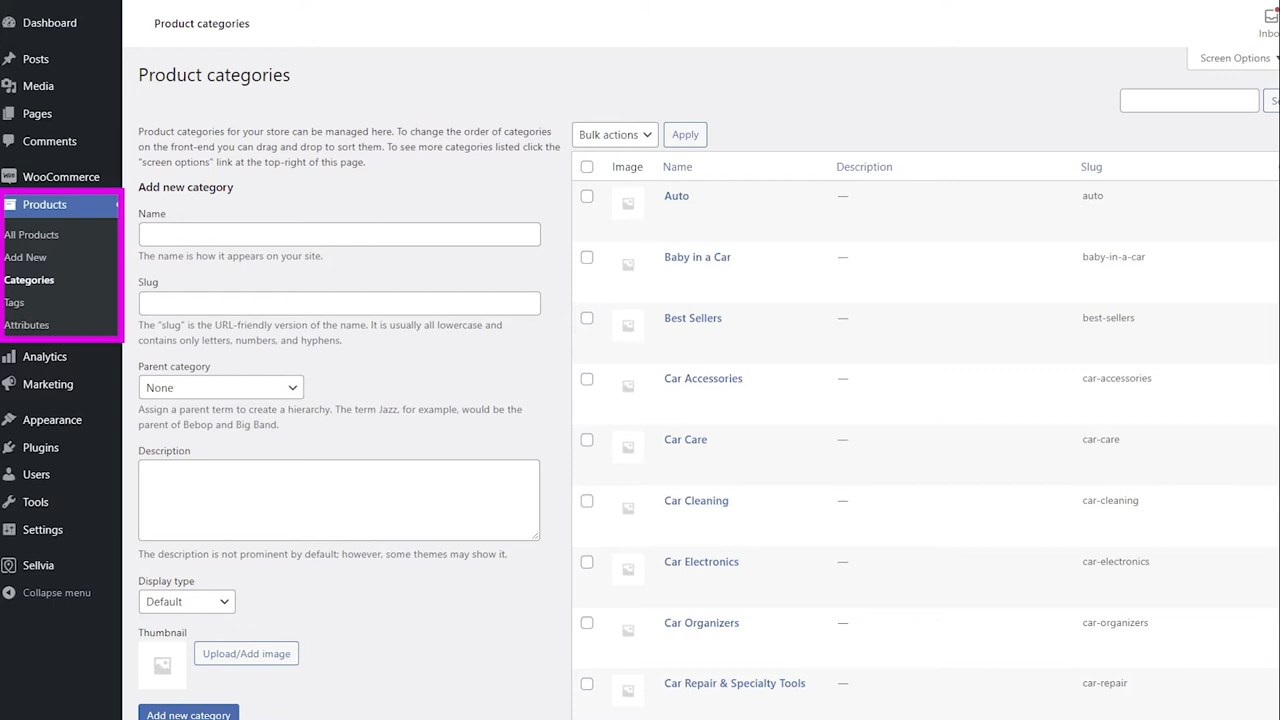 Dashboard
Posts
Media
Pages
Comments
WooCommerce
Products
All Products
Add New
Categories
Tags
Attributes
Analytics
Marketing
Appearance
Plugins
Users
Tools
Settings
Sellvia
Collapse menu
Product categories
Screen Options
Product categories
Product categories for your store can be managed here. To change the order of categories
on the front-end you can drag and drop to sort them. To see more categories listed click the
"screen options" link at the top-right of this page.
Add new category
Name
The name is how it appears on your site.
Slug
The "slug" is the URL-friendly version of the name. It is usually all lowercase and
contains only letters, numbers, and hyphens.
Parent category
None
Assign a parent term to create a hierarchy. The term Jazz, for example, would be the
parent of Bebop and Big Band.
Description
The description is not prominent by default; however, some themes may show it.
Display type
Default
Thumbnail
Upload/Add image
Add new category
Bulk actions Apply
Image Name Description Slug
Auto — auto
Baby in a Car — baby-in-a-car
Best Sellers — best-sellers
Car Accessories — car-accessories
Car Care — car-care
Car Cleaning — car-cleaning
Car Electronics — car-electronics
Car Organizers — car-organizers
Car Repair & Specialty Tools — car-repair